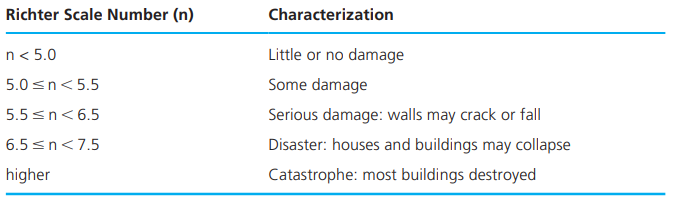 Richter Scale Number (n) Characterization
n < 5.0 Little or no damage
5.0 ≤ n < 5.5 Some damage
5.5 ≤ n < 6.5 Serious damage: walls may crack or fall
6.5 ≤ n < 7.5 Disaster: houses and buildings may collapse
higher Catastrophe: most buildings destroyed